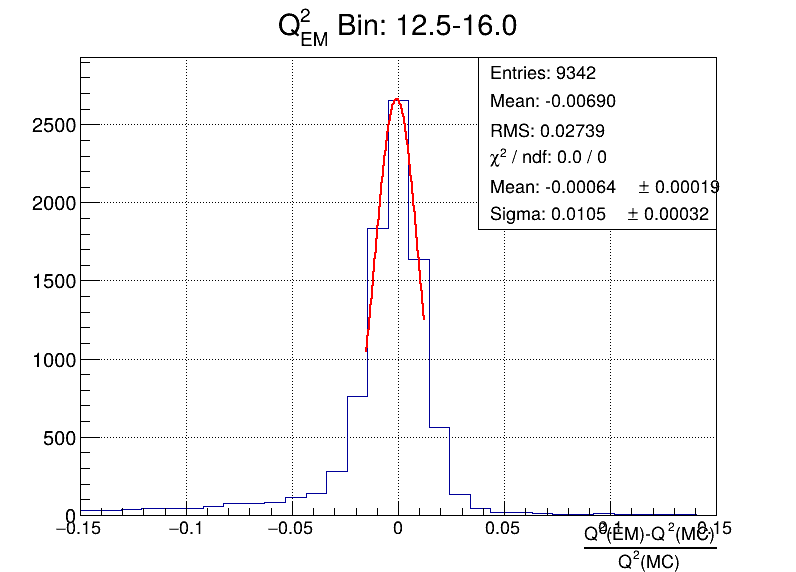 Q²EM Bin: 12.5-16.0
Entries: 9342
Mean: -0.00690
RMS: 0.02739
χ² / ndf: 0.0 / 0
Mean: -0.00064 ± 0.00019
Sigma: 0.0105 ± 0.00032
2500
2000
1500
1000
500
0
−0.15 −0.1 −0.05 0 0.05 0.1 0.15
Q²(EM)-Q²(MC)
Q²(MC)